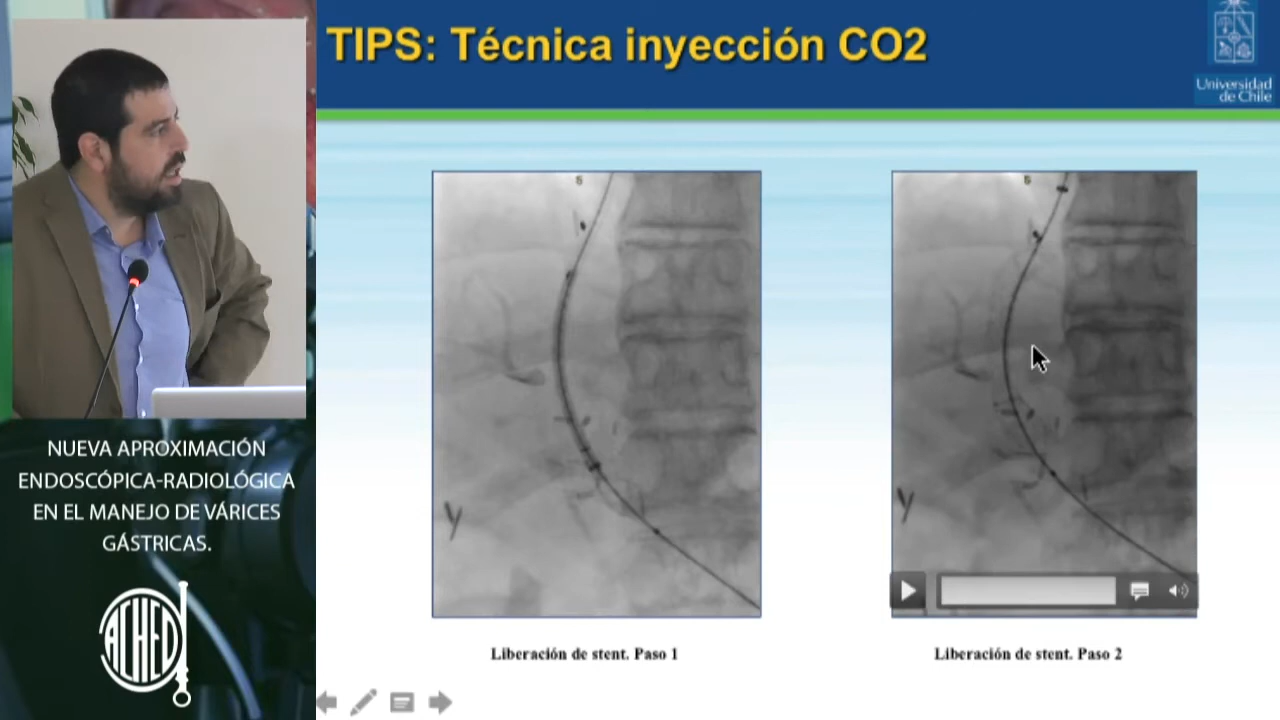 TIPS: Técnica inyección CO2
Universidad
de Chile
Liberación de stent. Paso 1
Liberación de stent. Paso 2
NUEVA APROXIMACIÓN
ENDOSCÓPICA-RADIOLÓGICA
EN EL MANEJO DE VÁRICES
GÁSTRICAS.
ACHED